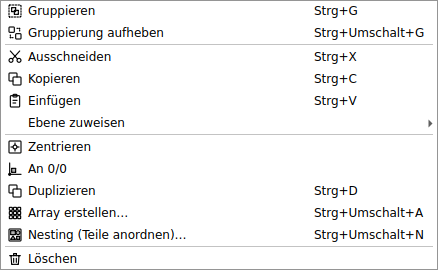 Gruppieren Strg+G
Gruppierung aufheben Strg+Umschalt+G
Ausschneiden Strg+X
Kopieren Strg+C
Einfügen Strg+V
Ebene zuweisen
Zentrieren
An 0/0
Duplizieren Strg+D
Array erstellen... Strg+Umschalt+A
Nesting (Teile anordnen)... Strg+Umschalt+N
Löschen